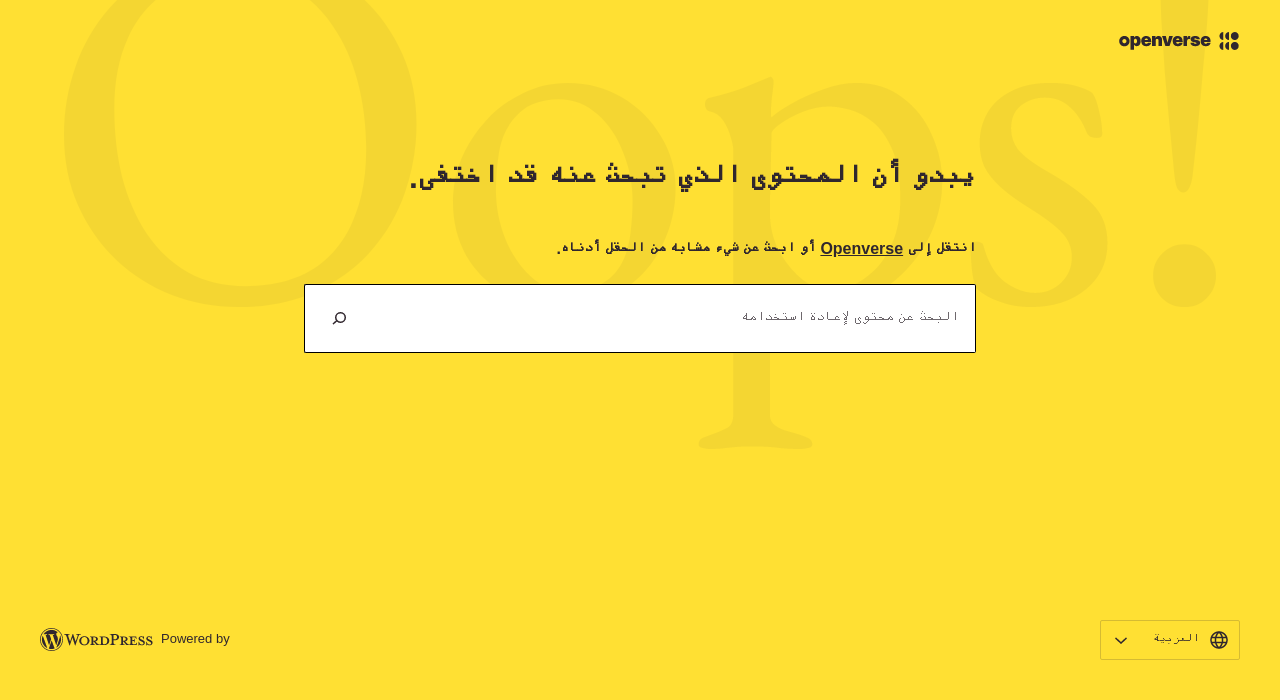 Oops!
openverse
يبدو أن المحتوى الذي تبحث عنه قد اختفى.
انتقل إلى Openverse أو ابحث عن شيء مشابه من الحقل أدناه.
البحث عن محتوى لإعادة استخدامه
العربية
Powered by
WORDPRESS